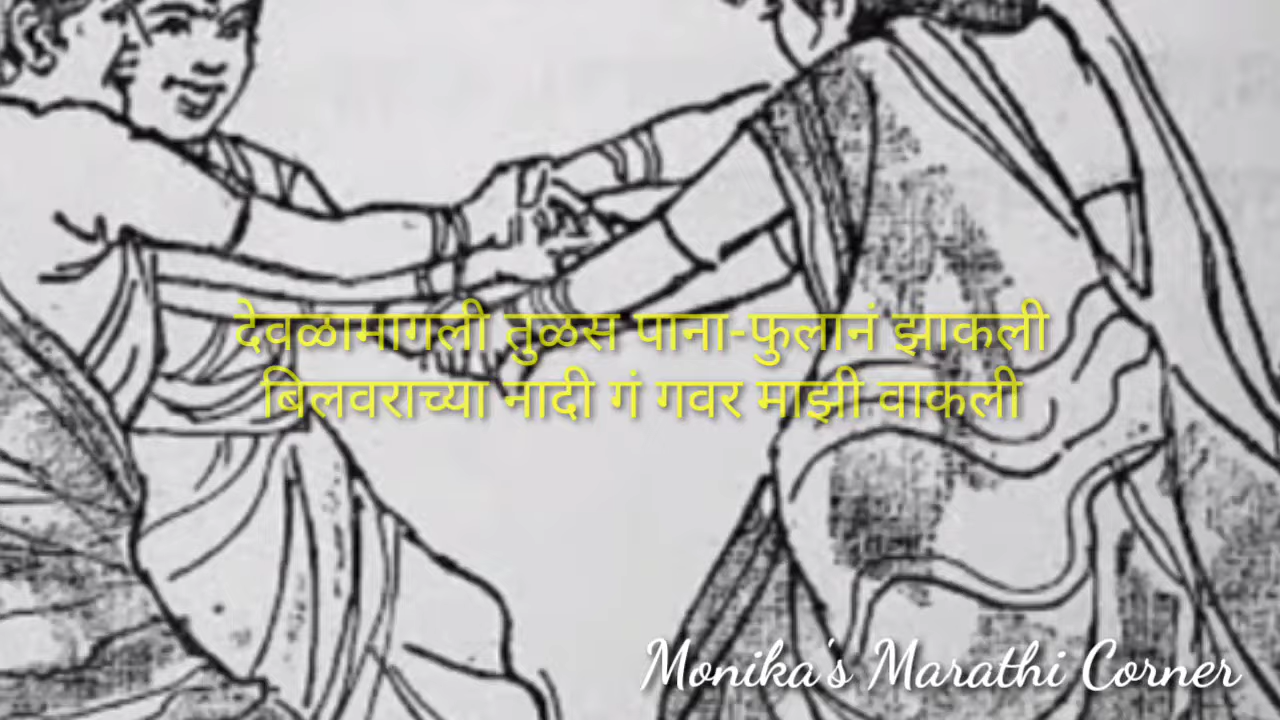 देवळामागली तुळस पाना-फुलानं झाकली
बिलवराच्या नादी गं गवर माझी वाकली
Monika's Marathi Corner